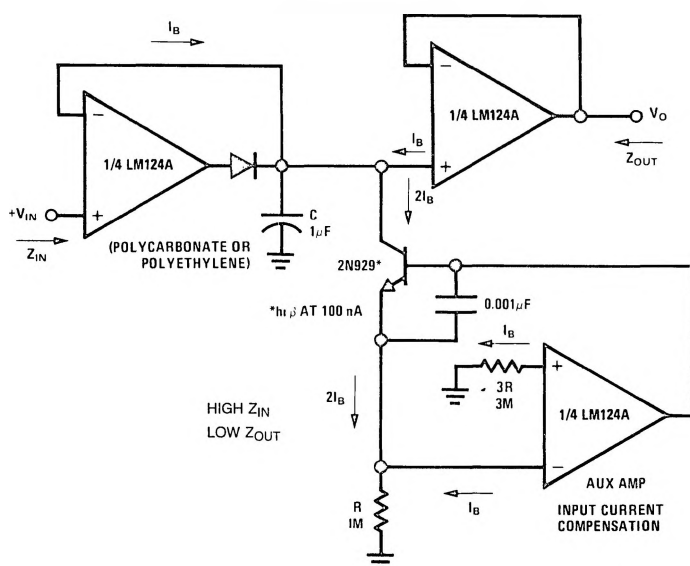 I_B
−
1/4 LM124A
+
+V_IN
Z_IN
(POLYCARBONATE OR
POLYETHYLENE)
C
1μF
−
1/4 LM124A
+
I_B
V_O
Z_OUT
2I_B
2N929*
*hi β AT 100 nA
0.001μF
I_B
3R
3M
+
1/4 LM124A
−
AUX AMP
INPUT CURRENT
COMPENSATION
HIGH Z_IN
LOW Z_OUT
2I_B
I_B
R
1M